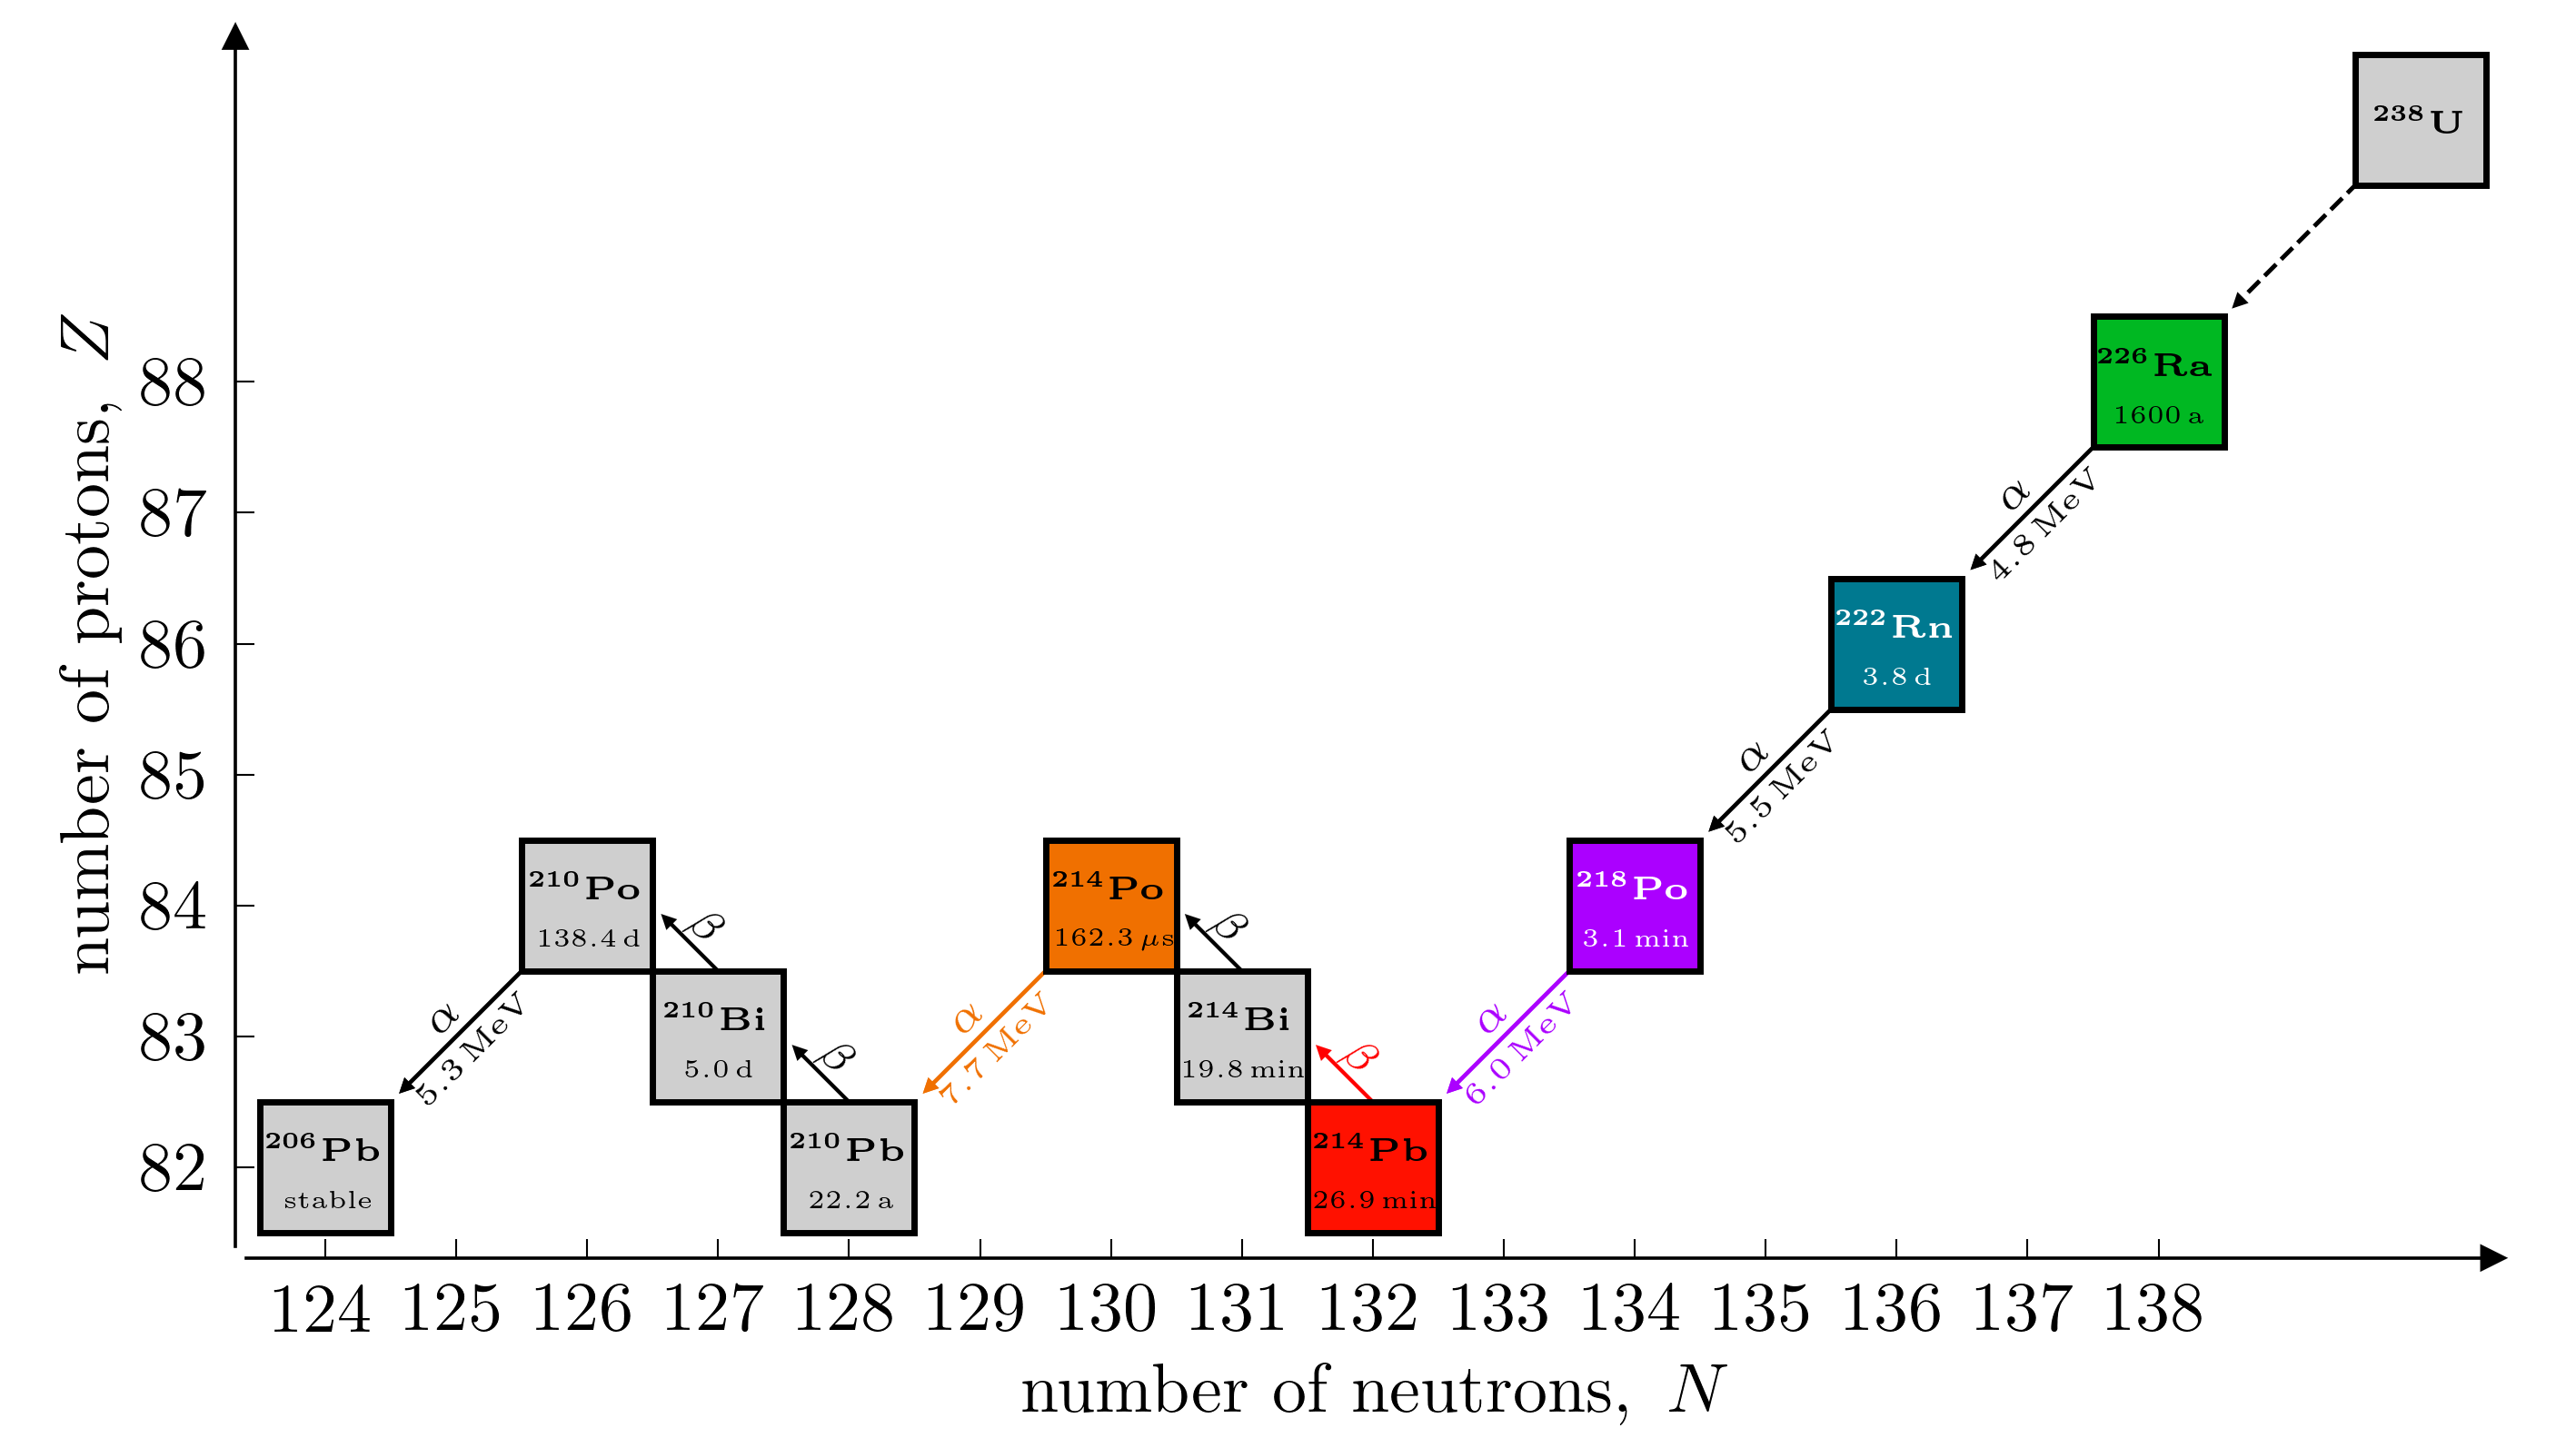 number of protons, Z
88
87
86
85
84
83
82
²³⁸U
²²⁶Ra
1600 a
α
4.8 MeV
²²²Rn
3.8 d
α
5.5 MeV
²¹⁰Po
138.4 d
β
α
5.3 MeV
²¹⁴Po
162.3 μs
β
α
7.7 MeV
²¹⁸Po
3.1 min
α
6.0 MeV
²¹⁰Bi
5.0 d
β
²¹⁴Bi
19.8 min
β
²⁰⁶Pb
stable
²¹⁰Pb
22.2 a
²¹⁴Pb
26.9 min
124 125 126 127 128 129 130 131 132 133 134 135 136 137 138
number of neutrons, N